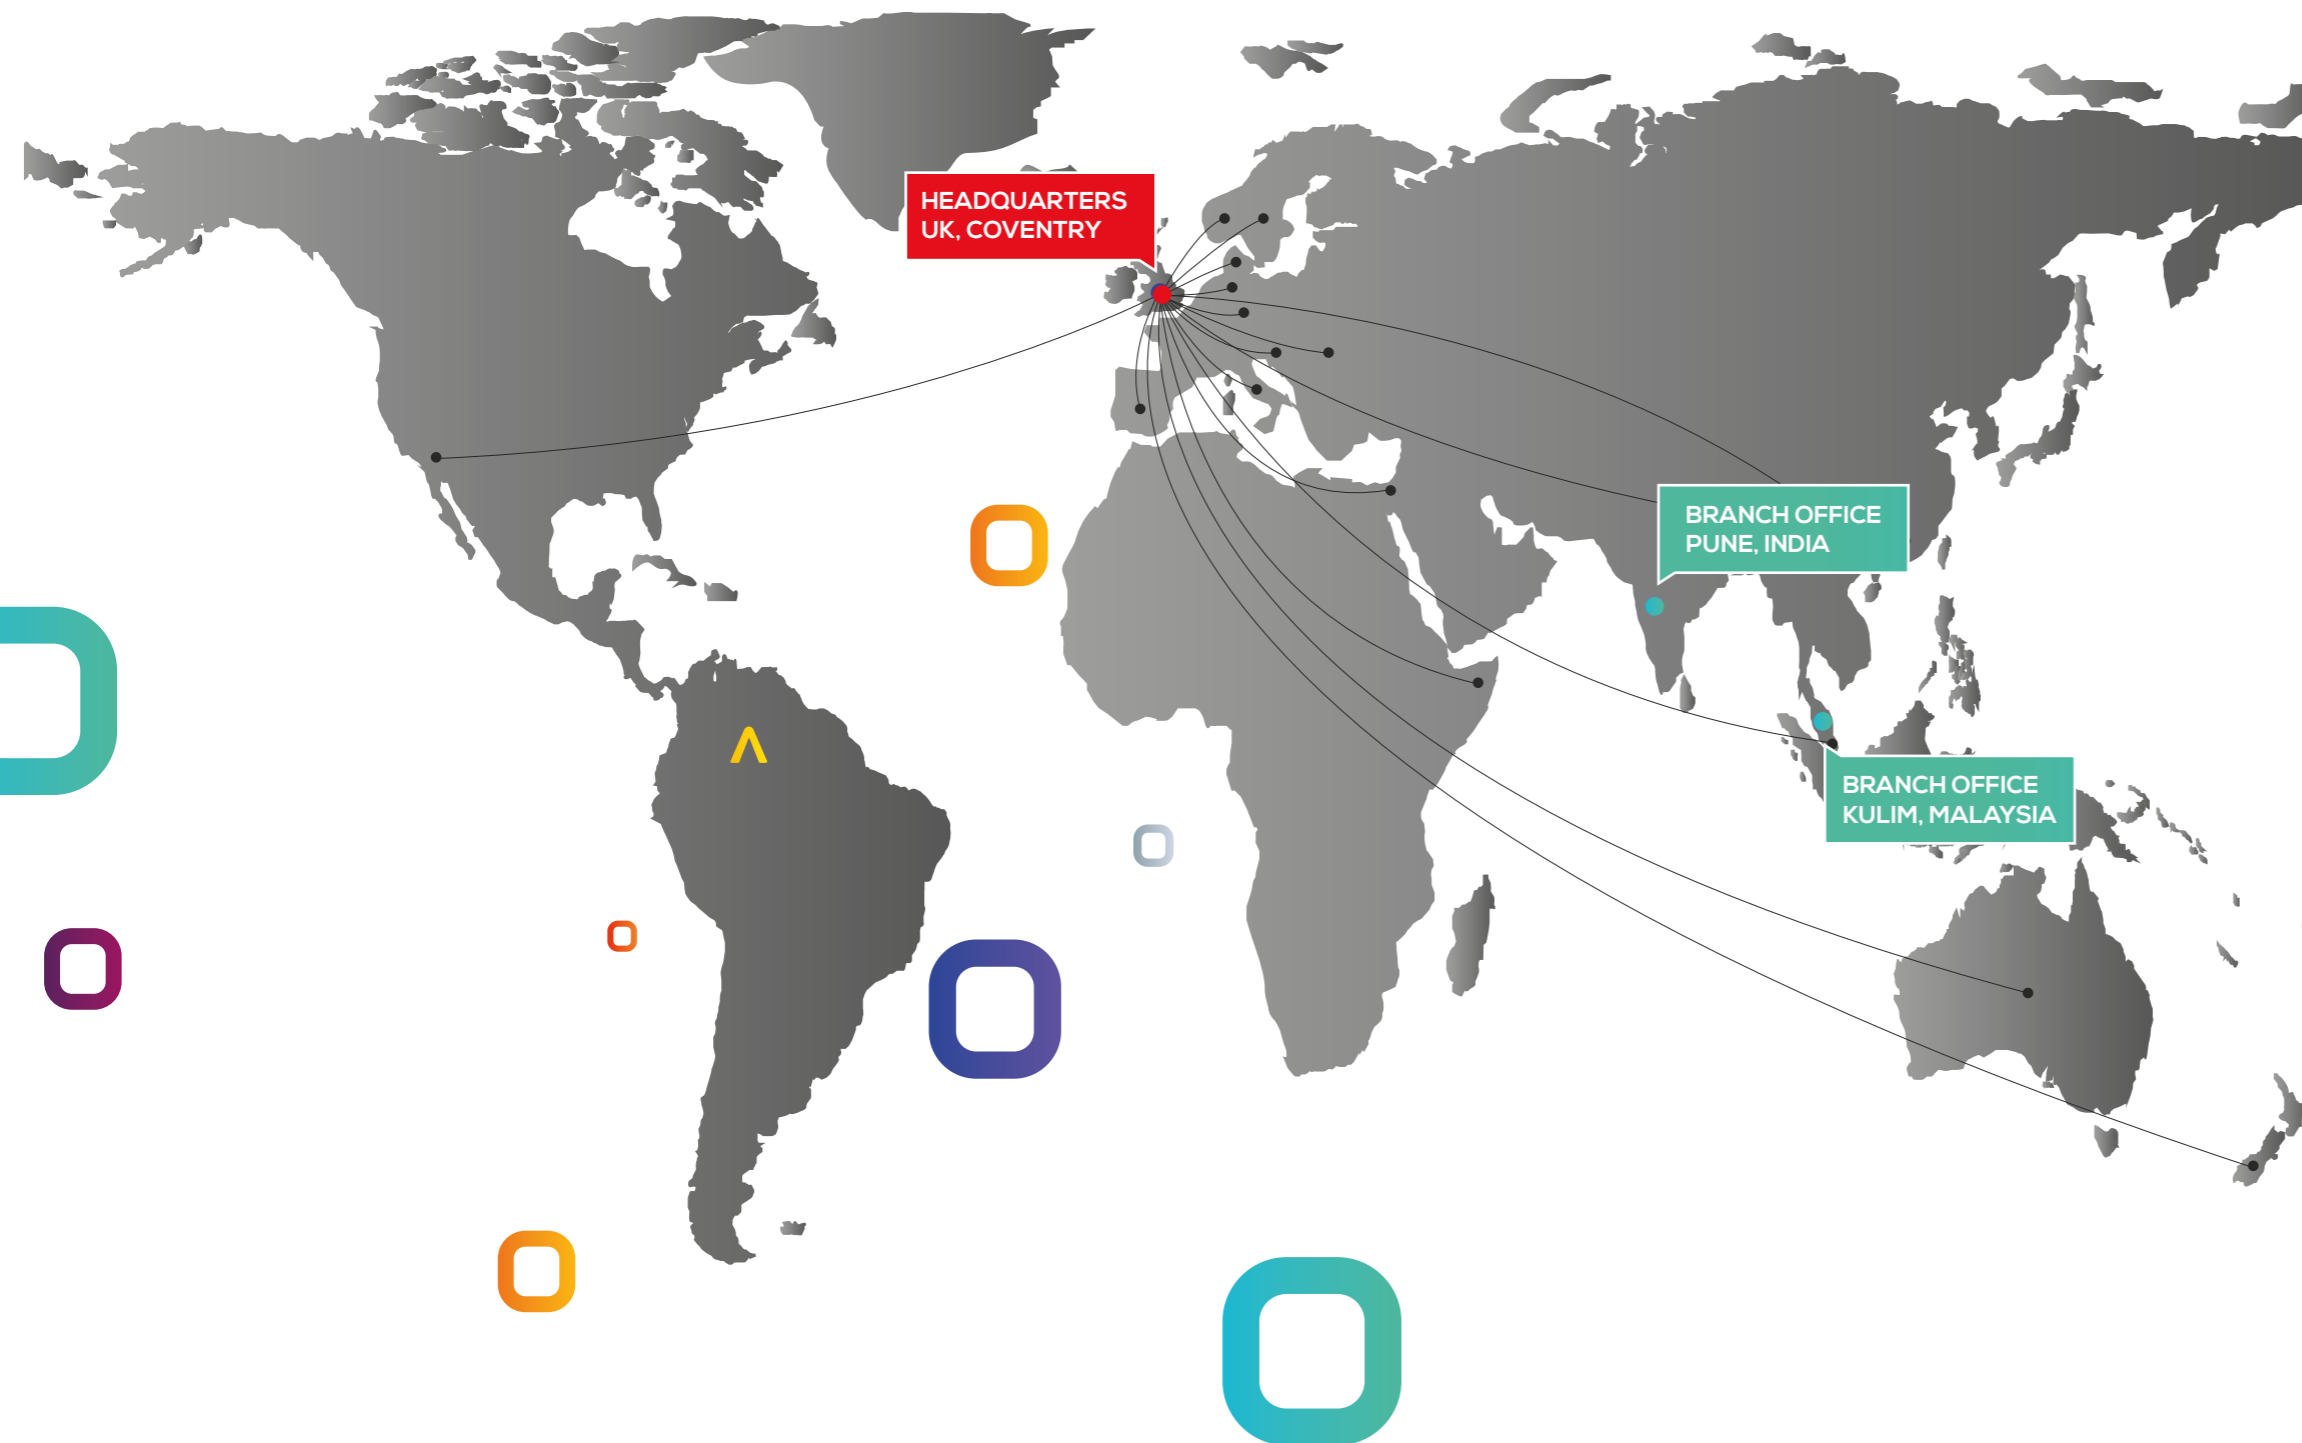 HEADQUARTERS
UK, COVENTRY
BRANCH OFFICE
PUNE, INDIA
BRANCH OFFICE
KULIM, MALAYSIA